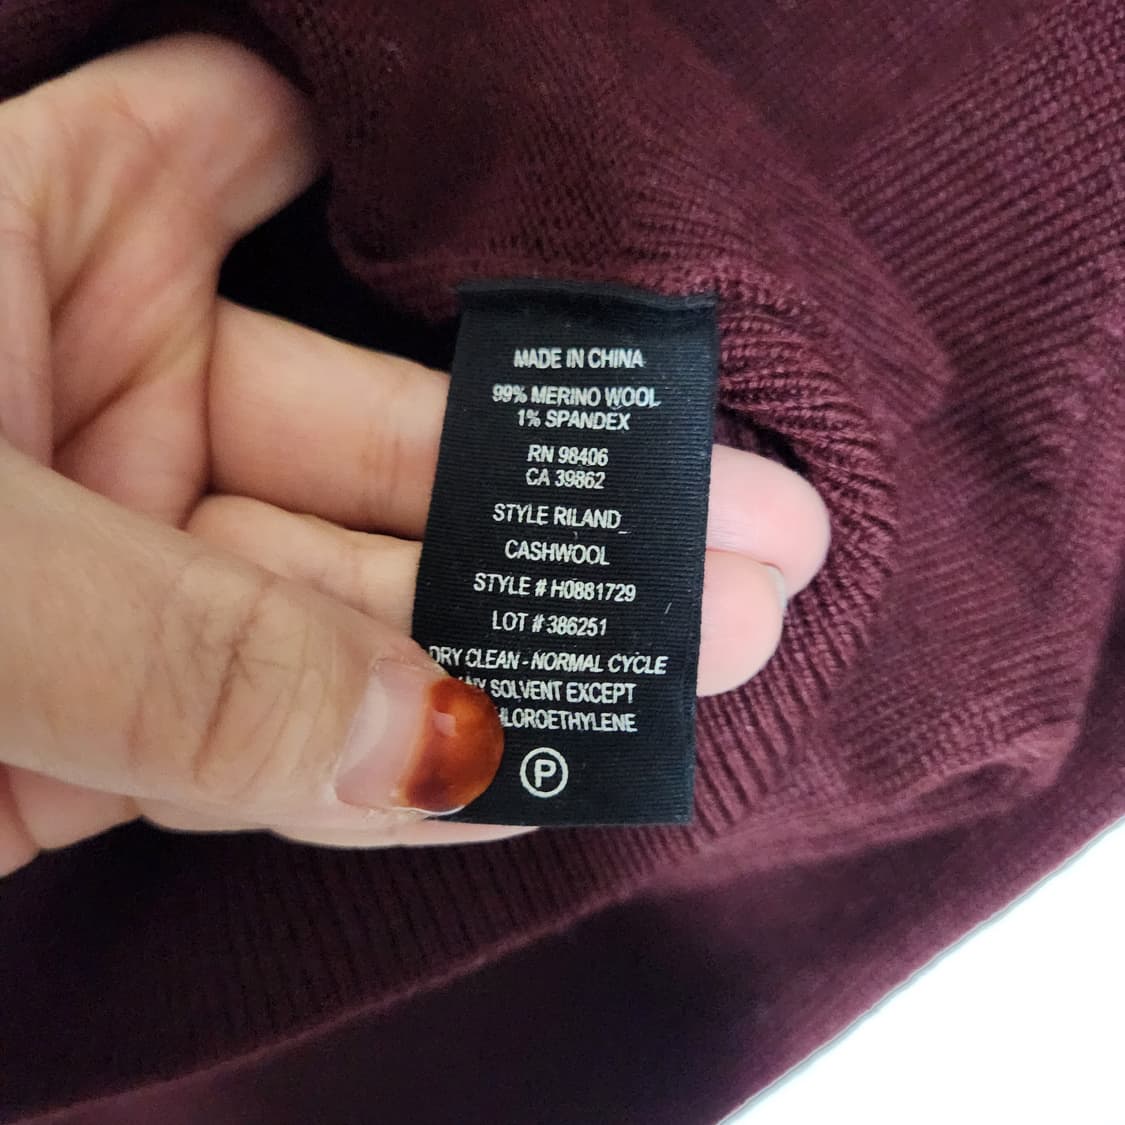 MADE IN CHINA
99% MERINO WOOL
1% SPANDEX
RN 98406
CA 39862
STYLE RILAND_
CASHWOOL
STYLE # H0881729
LOT # 386251
DRY CLEAN - NORMAL CYCLE
SOLVENT EXCEPT
P